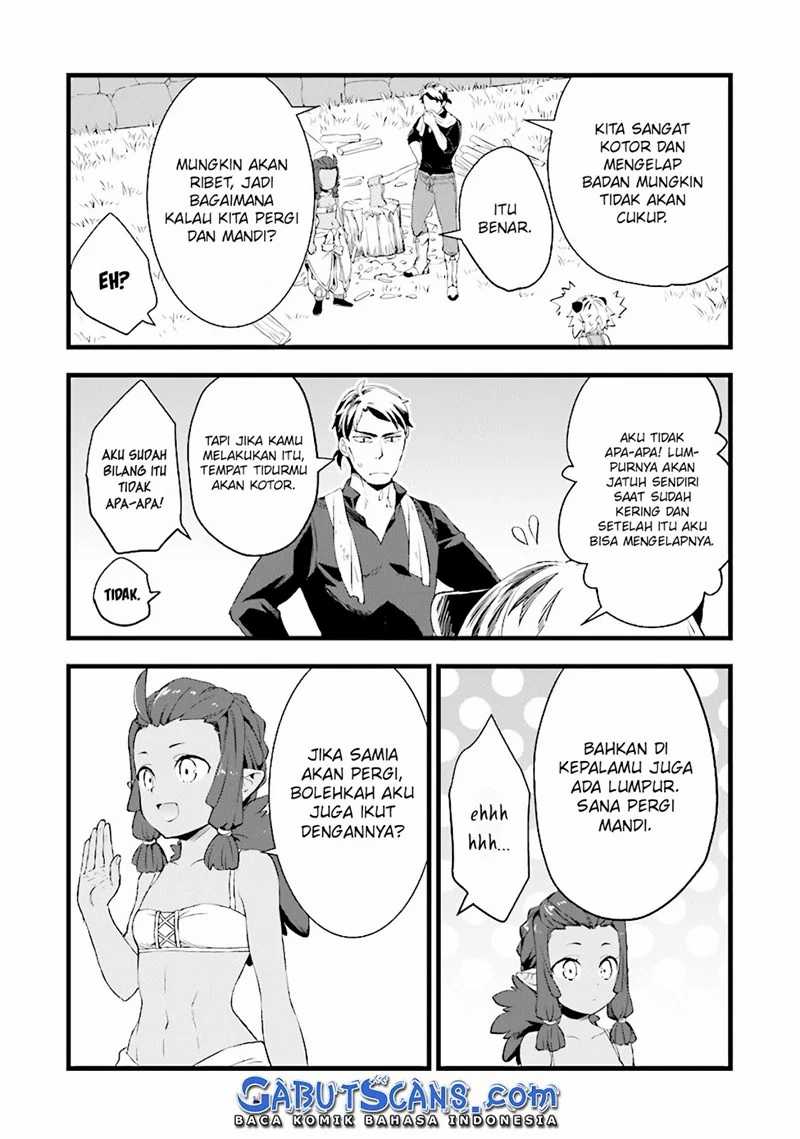 KITA SANGAT
KOTOR DAN
MENGELAP
BADAN MUNGKIN
TIDAK AKAN
CUKUP.
ITU
BENAR.
MUNGKIN AKAN
RIBET, JADI
BAGAIMANA
KALAU KITA PERGI
DAN MANDI?
EH?
AKU TIDAK
APA-APA! LUM-
PURNYA AKAN
JATUH SENDIRI
SAAT SUDAH
KERING DAN
SETELAH ITU AKU
BISA MENGELAPNYA.
TAPI JIKA KAMU
MELAKUKAN ITU,
TEMPAT TIDURMU
AKAN KOTOR.
AKU SUDAH
BILANG ITU
TIDAK
APA-APA!
TIDAK.
BAHKAN DI
KEPALAMU JUGA
ADA LUMPUR.
SANA PERGI
MANDI.
ehhh
hhh...
JIKA SAMIA
AKAN PERGI,
BOLEHKAH AKU
JUGA IKUT
DENGANNYA?
GABUTSCANS.COM
BACA KOMIK BAHASA INDONESIA